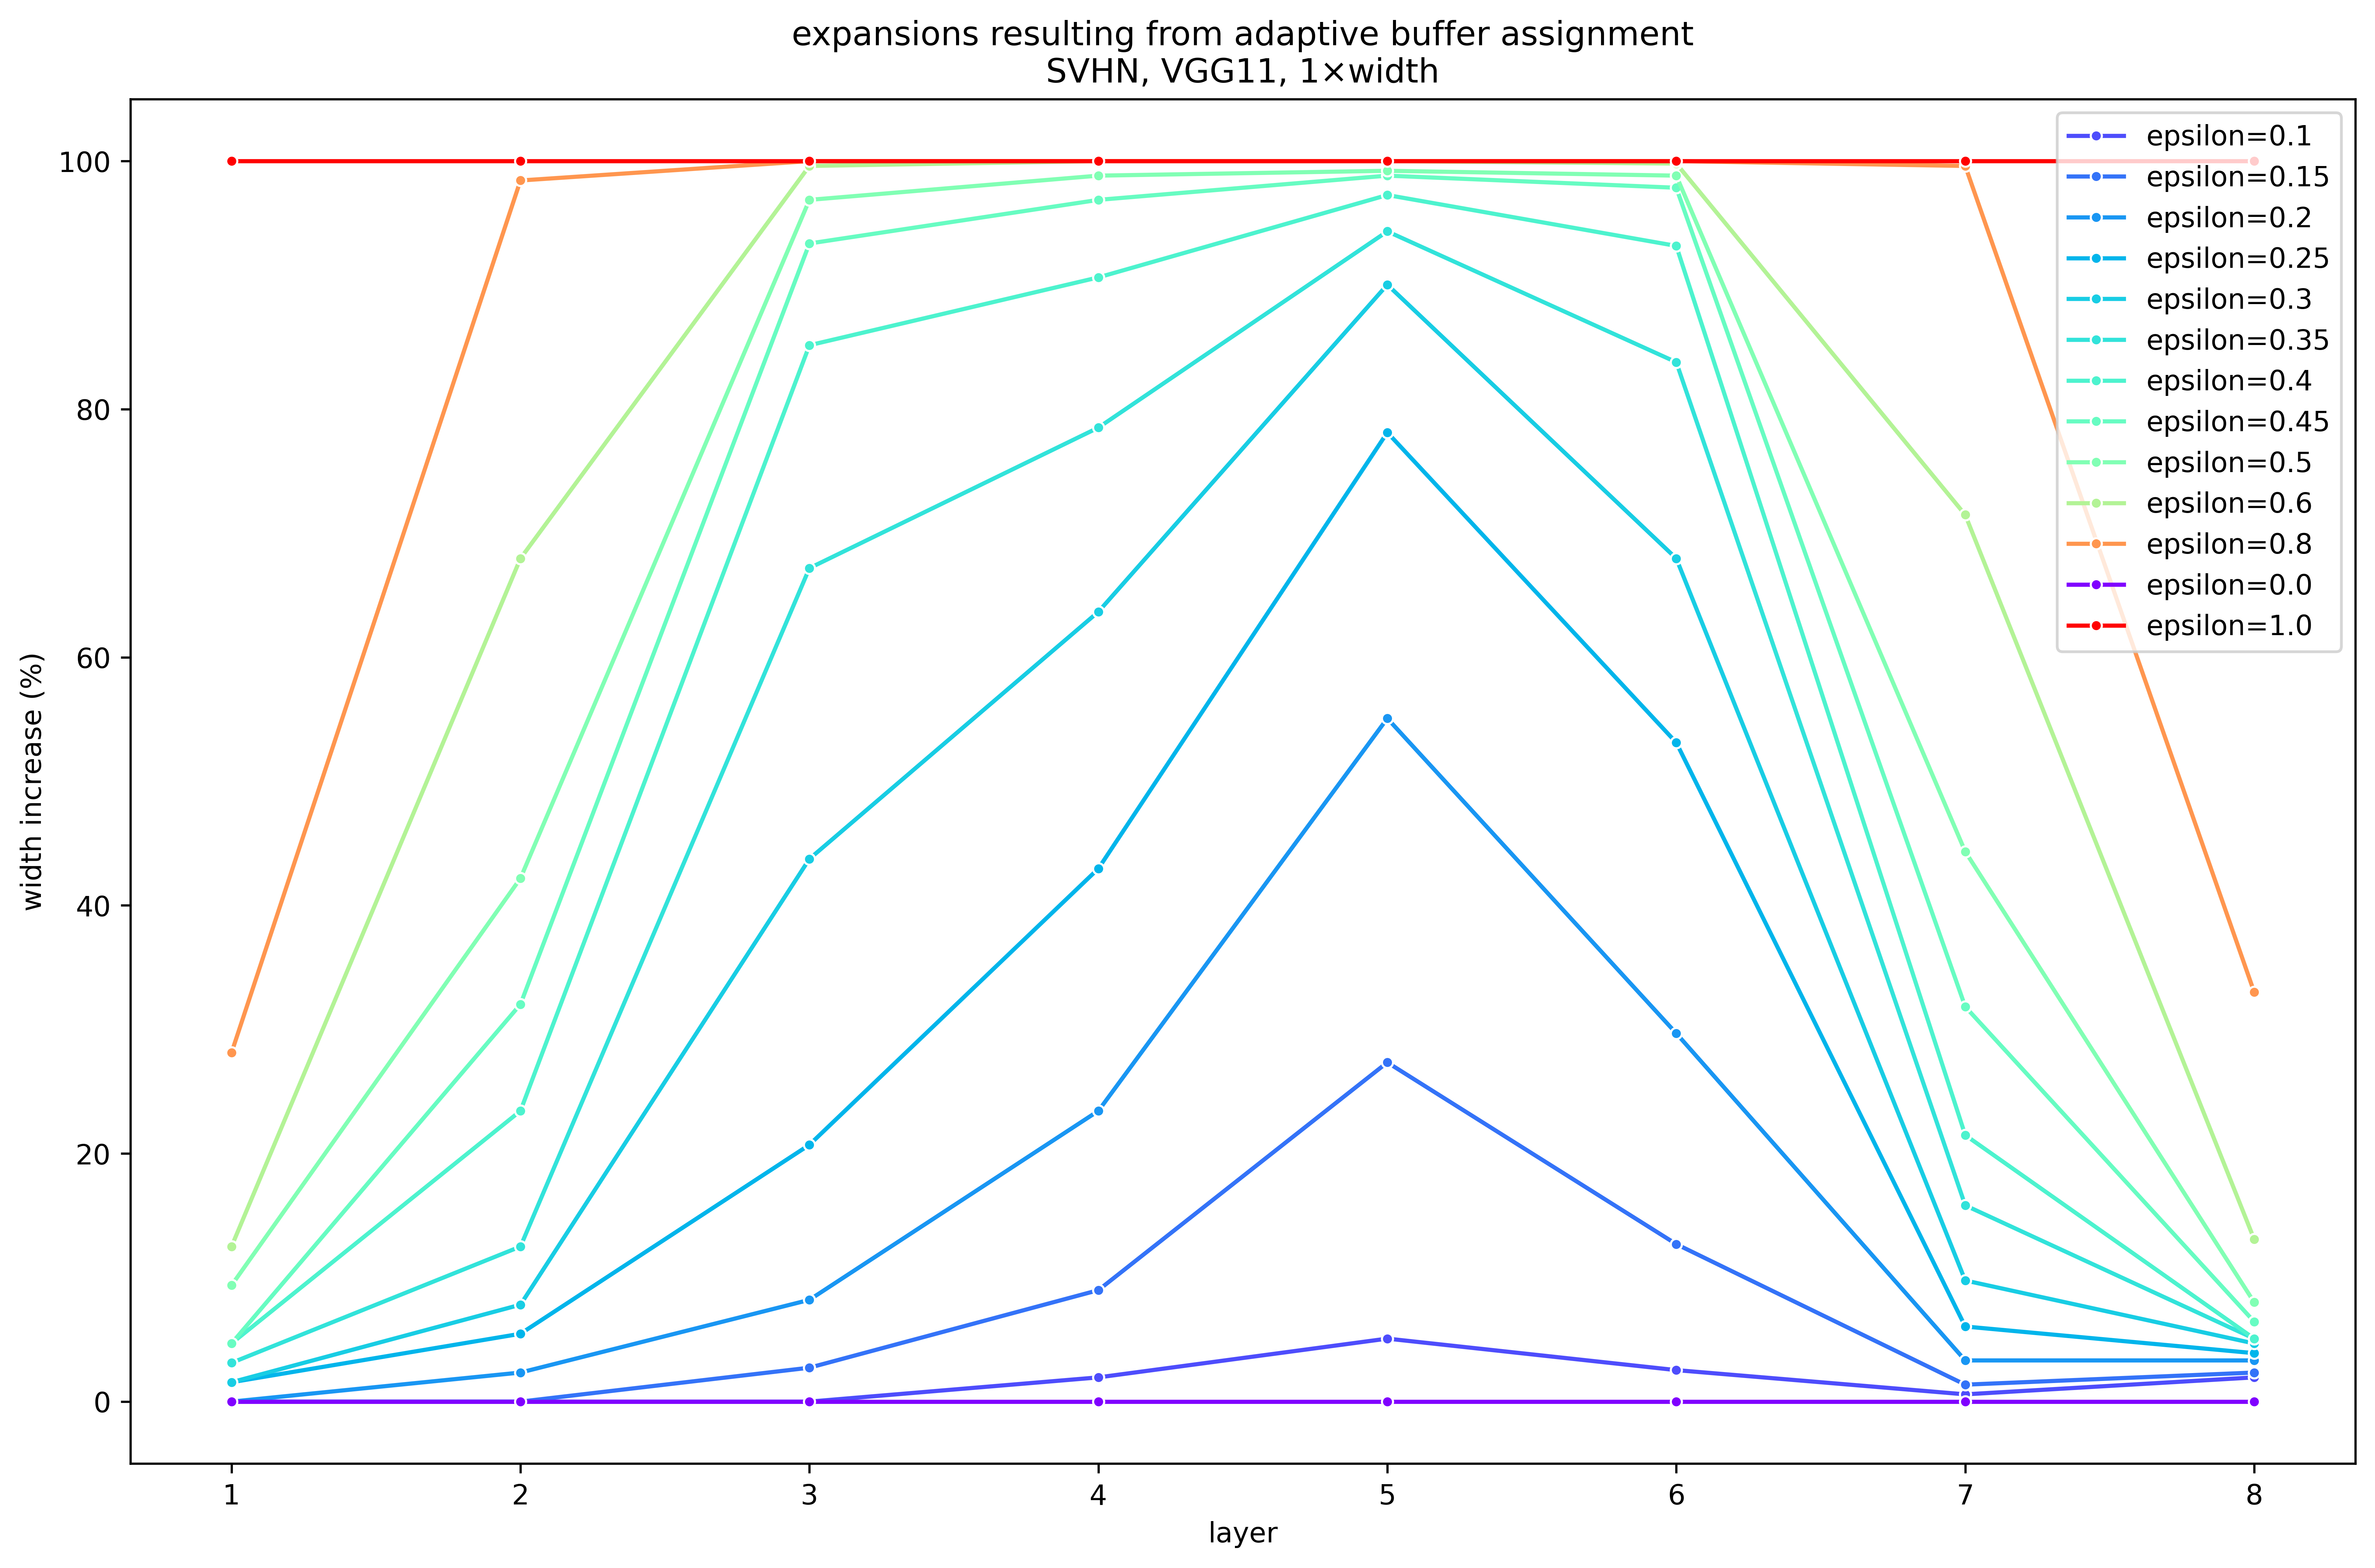 expansions resulting from adaptive buffer assignment
SVHN, VGG11, 1×width
epsilon=0.1
epsilon=0.15
epsilon=0.2
epsilon=0.25
epsilon=0.3
epsilon=0.35
epsilon=0.4
epsilon=0.45
epsilon=0.5
epsilon=0.6
epsilon=0.8
epsilon=0.0
epsilon=1.0
width increase (%)
100
80
60
40
20
0
1 2 3 4 5 6 7 8
layer